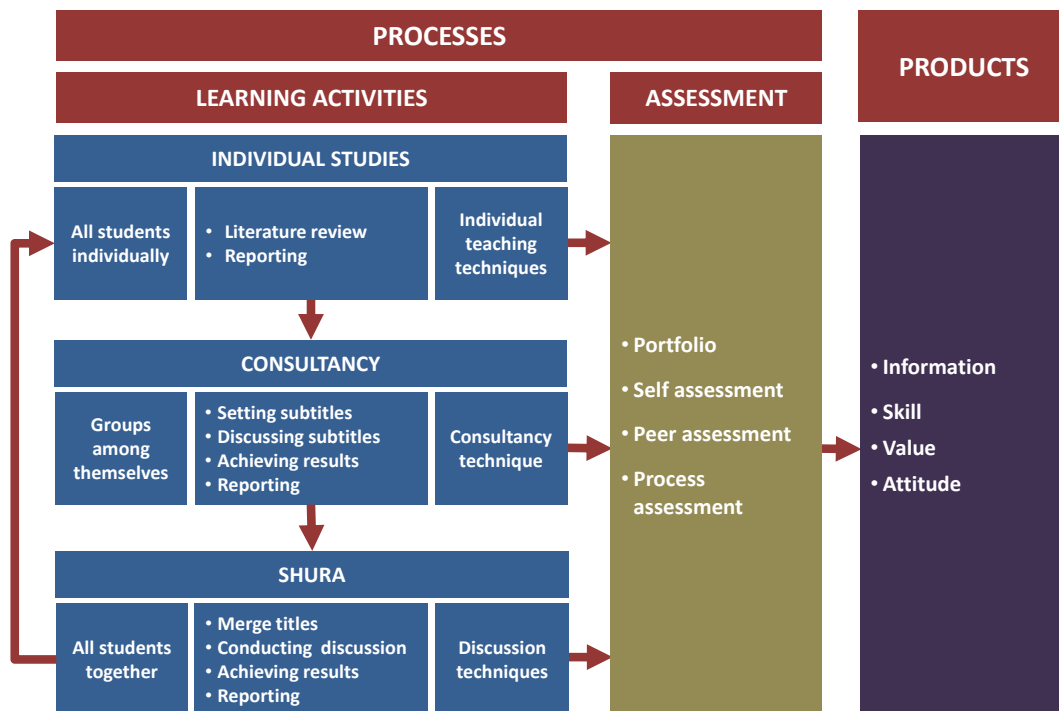 PROCESSES
PRODUCTS
LEARNING ACTIVITIES
ASSESSMENT
INDIVIDUAL STUDIES
All students
individually
• Literature review
• Reporting
Individual
teaching
techniques
CONSULTANCY
Groups
among
themselves
• Setting subtitles
• Discussing subtitles
• Achieving results
• Reporting
Consultancy
technique
SHURA
All students
together
• Merge titles
• Conducting discussion
• Achieving results
• Reporting
Discussion
techniques
• Portfolio
• Self assessment
• Peer assessment
• Process
assessment
• Information
• Skill
• Value
• Attitude